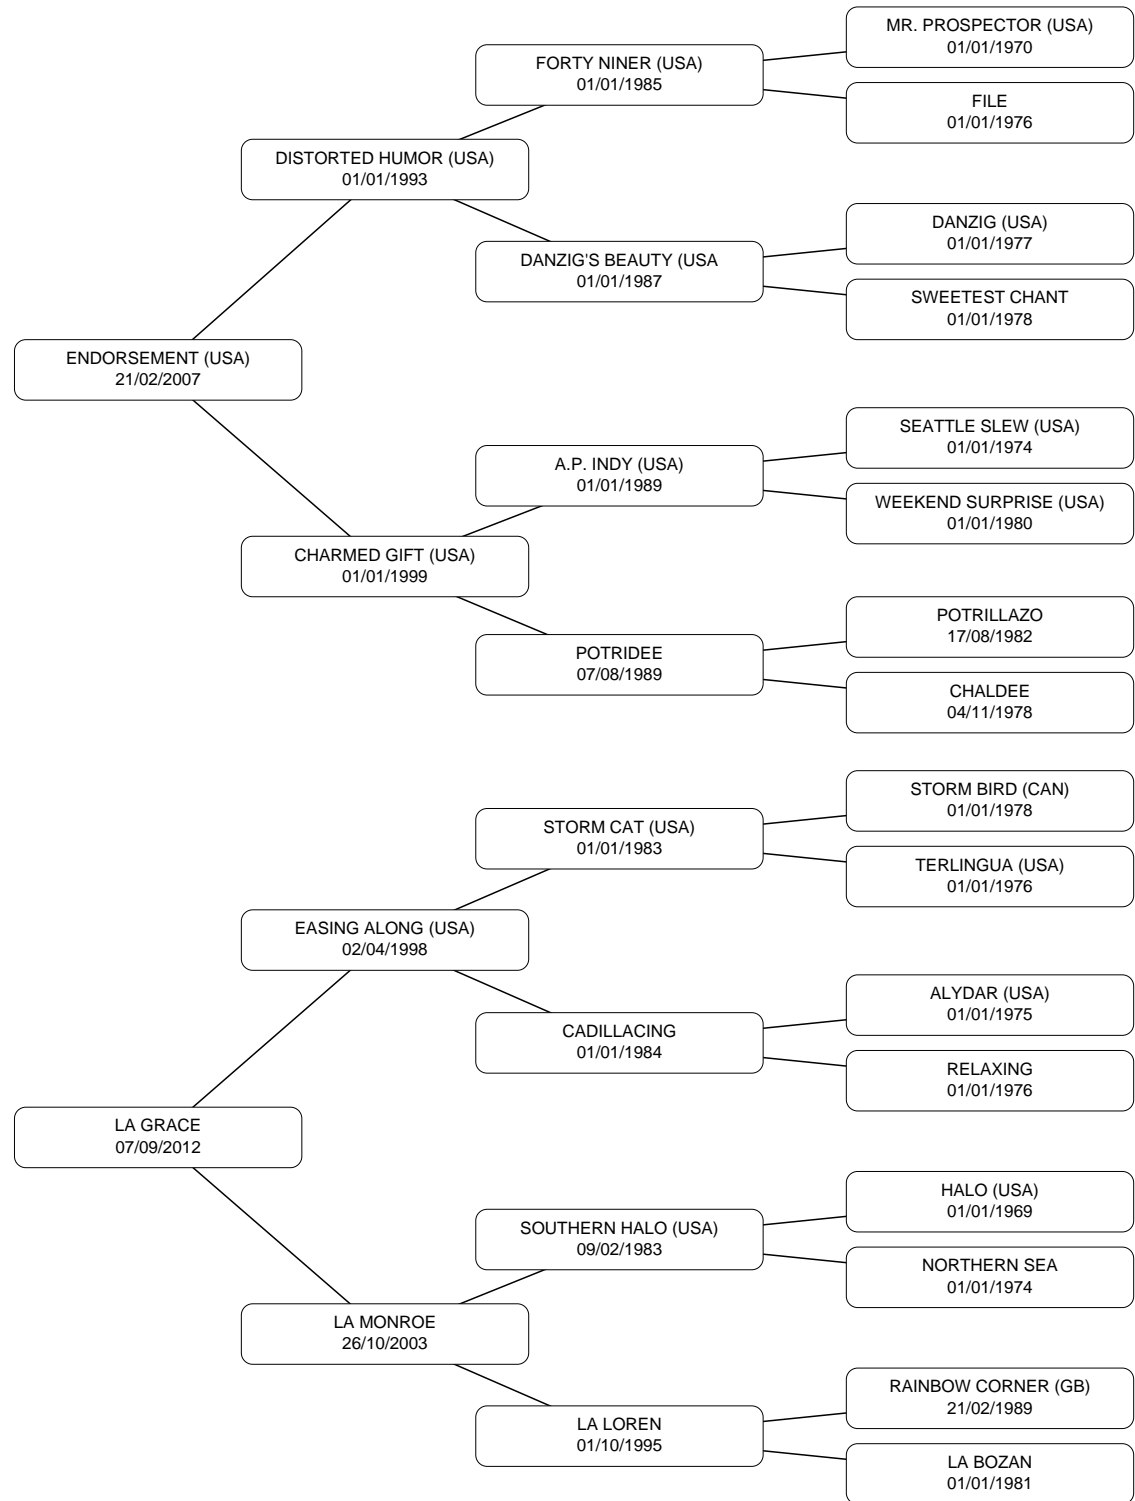 MR. PROSPECTOR (USA)
01/01/1970
FORTY NINER (USA)
01/01/1985
FILE
01/01/1976
DISTORTED HUMOR (USA)
01/01/1993
DANZIG (USA)
01/01/1977
DANZIG'S BEAUTY (USA
01/01/1987
SWEETEST CHANT
01/01/1978
ENDORSEMENT (USA)
21/02/2007
SEATTLE SLEW (USA)
01/01/1974
A.P. INDY (USA)
01/01/1989
WEEKEND SURPRISE (USA)
01/01/1980
CHARMED GIFT (USA)
01/01/1999
POTRILLAZO
17/08/1982
POTRIDEE
07/08/1989
CHALDEE
04/11/1978
STORM BIRD (CAN)
01/01/1978
STORM CAT (USA)
01/01/1983
TERLINGUA (USA)
01/01/1976
EASING ALONG (USA)
02/04/1998
ALYDAR (USA)
01/01/1975
CADILLACING
01/01/1984
RELAXING
01/01/1976
LA GRACE
07/09/2012
HALO (USA)
01/01/1969
SOUTHERN HALO (USA)
09/02/1983
NORTHERN SEA
01/01/1974
LA MONROE
26/10/2003
RAINBOW CORNER (GB)
21/02/1989
LA LOREN
01/10/1995
LA BOZAN
01/01/1981